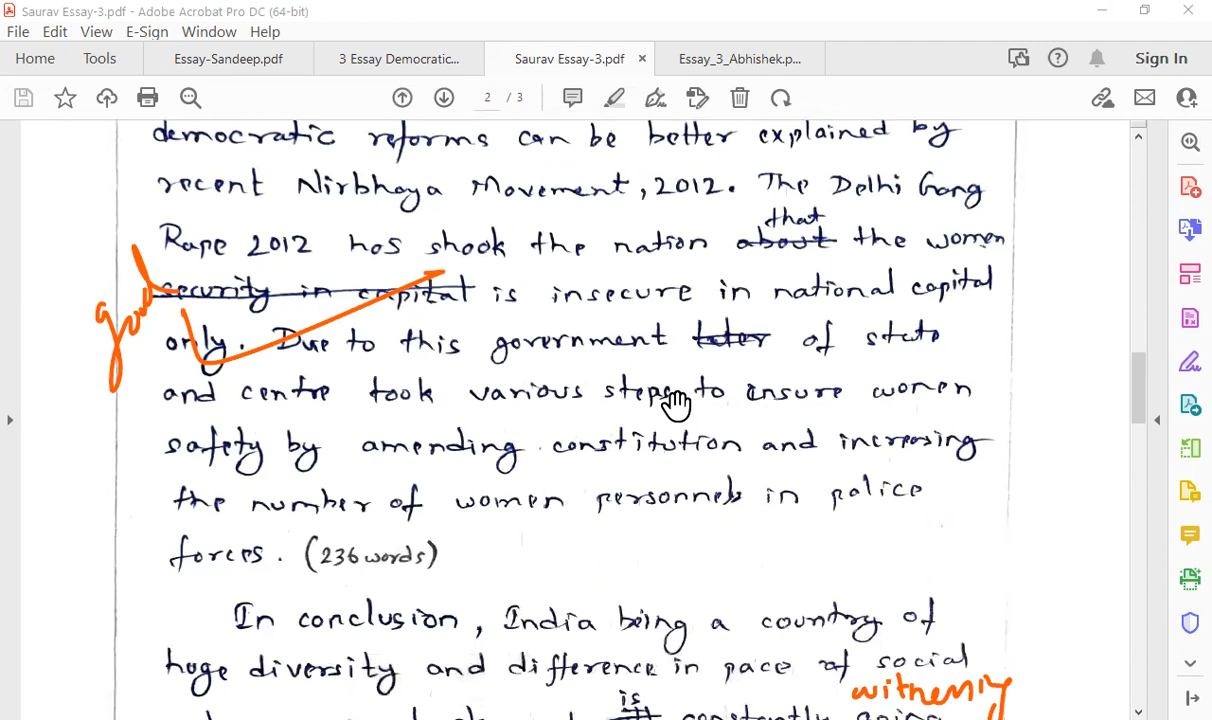 Saurav Essay-3.pdf - Adobe Acrobat Pro DC (64-bit)
File Edit View E-Sign Window Help
Home Tools Essay-Sandeep.pdf 3 Essay Democratic... Saurav Essay-3.pdf × Essay_3_Abhishek.p... Sign In
2 / 3
democratic reforms can be better explained by
recent Nirbhaya Movement, 2012. The Delhi Gang
that
Rape 2012 has shook the nation about the women
security in capital is insecure in national capital
good
only. Due to this government later of state
and centre took various steps to ensure women
safety by amending constitution and increasing
the number of women personnels in police
forces. (236 words)
In conclusion, India being a country of
huge diversity and difference in pace of social
is
constantly going